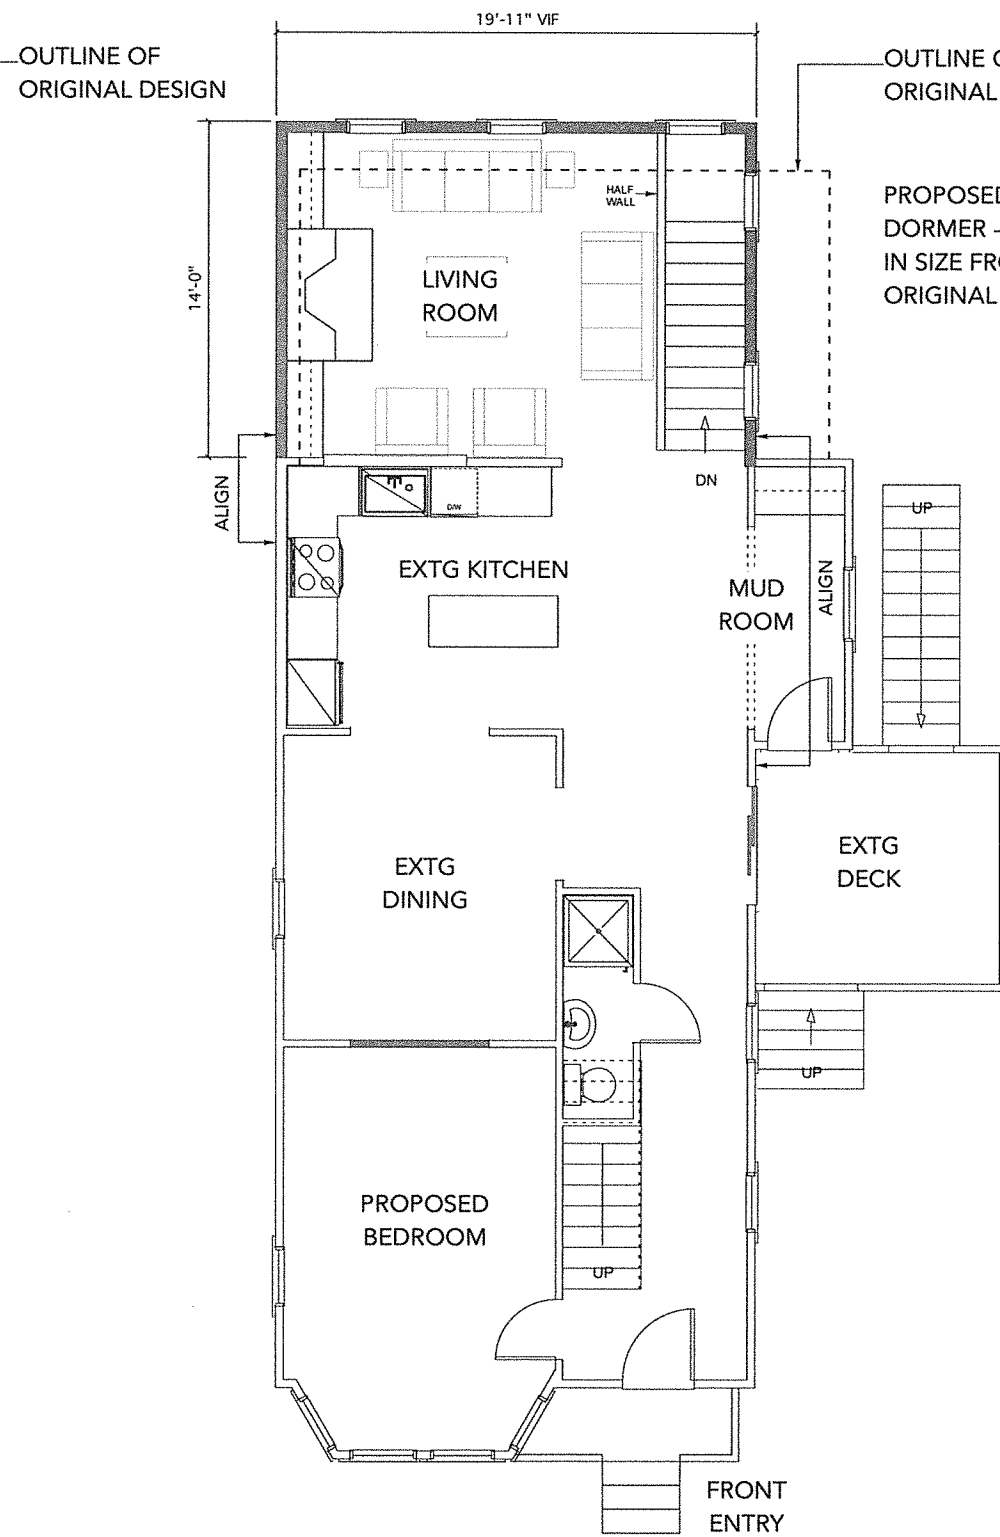 19'-11" VIF
OUTLINE OF
ORIGINAL DESIGN
OUTLINE
ORIGINAL
PROPOSED
DORMER -
IN SIZE
ORIGINAL
HALF
WALL
14'-0"
LIVING
ROOM
ALIGN
DN
D/W
UP
EXTG KITCHEN
MUD
ROOM
ALIGN
EXTG
DECK
EXTG
DINING
UP
PROPOSED
BEDROOM
UP
FRONT
ENTRY